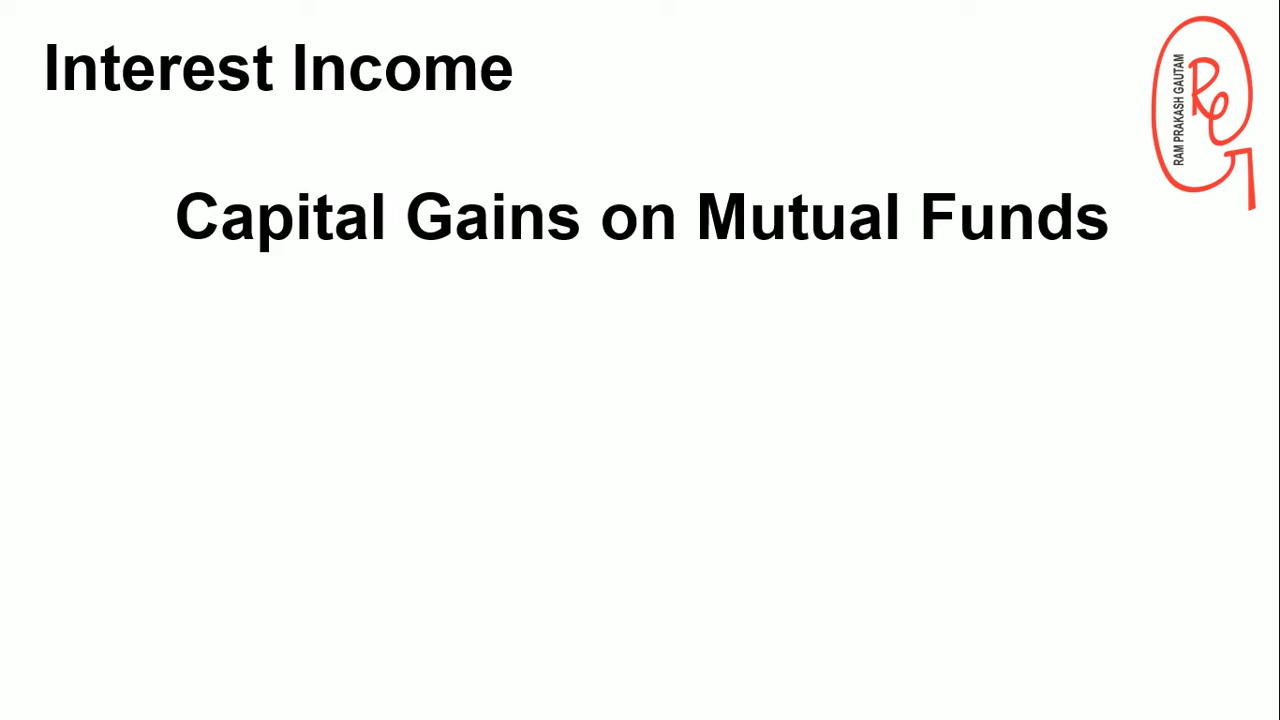 Interest Income
Capital Gains on Mutual Funds
RAM PRAKASH GAUTAM